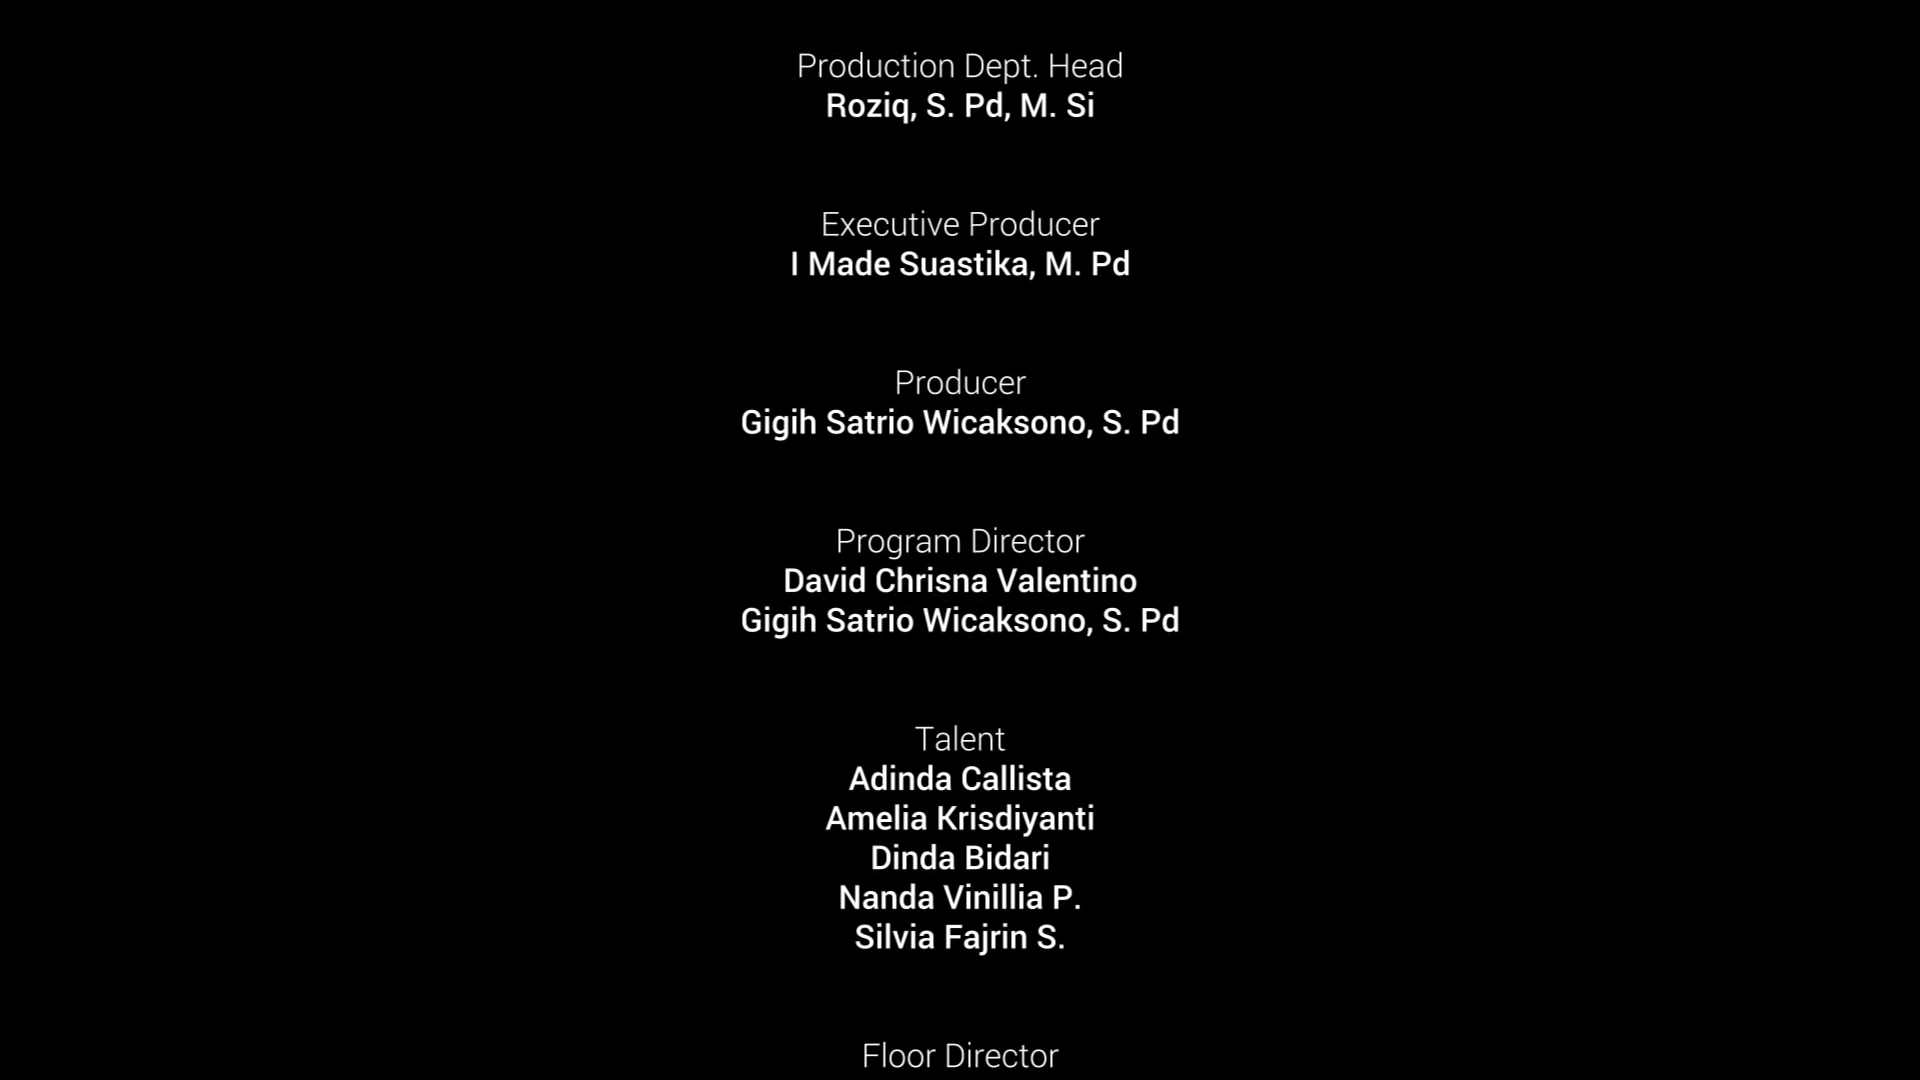 Production Dept. Head
Roziq, S. Pd, M. Si
Executive Producer
I Made Suastika, M. Pd
Producer
Gigih Satrio Wicaksono, S. Pd
Program Director
David Chrisna Valentino
Gigih Satrio Wicaksono, S. Pd
Talent
Adinda Callista
Amelia Krisdiyanti
Dinda Bidari
Nanda Vinillia P.
Silvia Fajrin S.
Floor Director